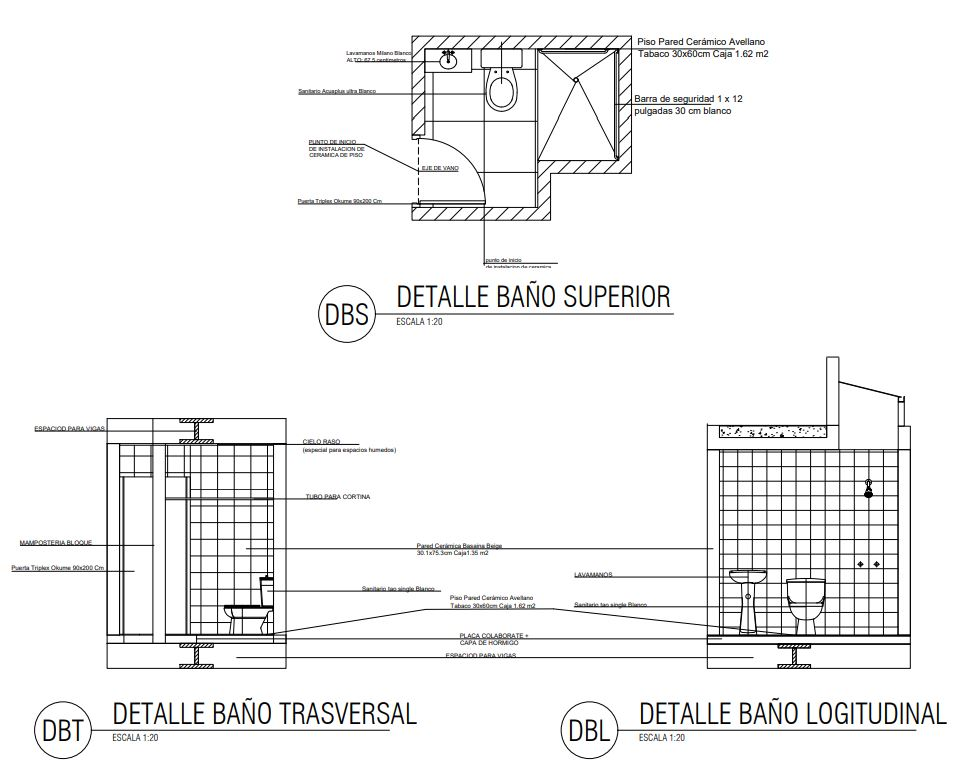 Piso Pared Cerámico Avellano
Tabaco 30x60cm Caja 1.62 m2
Lavamanos Milano Blanco
ALTO: 67.5 centimetros
Sanitario Acuaplus ultra Blanco
Barra de seguridad 1 x 12
pulgadas 30 cm blanco
PUNTO DE INICIO
DE INSTALACION DE
CERAMICA DE PISO
EJE DE VANO
Puerta Triplex Okume 90x200 Cm
punto de inicio
de instalacion de ceramica
DBS
DETALLE BAÑO SUPERIOR
ESCALA 1:20
ESPACIOD PARA VIGAS
CIELO RASO
(especial para espacios humedos)
TUBO PARA CORTINA
MAMPOSTERIA BLOQUE
Pared Cerámica Basaina Beige
30.1x75.3cm Caja1.35 m2
Puerta Triplex Okume 90x200 Cm
LAVAMANOS
Sanitario tao single Blanco
Piso Pared Cerámico Avellano
Tabaco 30x60cm Caja 1.62 m2
Sanitario tao single Blanco
PLACA COLABORATE +
CAPA DE HORMIGO
ESPACIOD PARA VIGAS
DBT
DETALLE BAÑO TRASVERSAL
ESCALA 1:20
DBL
DETALLE BAÑO LOGITUDINAL
ESCALA 1:20